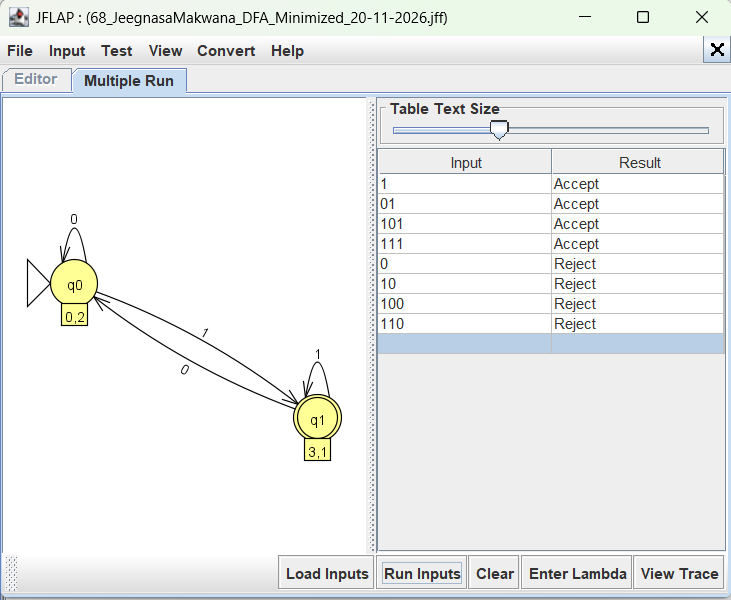 JFLAP : (68_JeegnasaMakwana_DFA_Minimized_20-11-2026.jff)
File Input Test View Convert Help
Editor Multiple Run
Table Text Size
Input Result
1 Accept
01 Accept
101 Accept
111 Accept
0 Reject
10 Reject
100 Reject
110 Reject
0
q0
0,2
1
0
1
q1
3,1
Load Inputs Run Inputs Clear Enter Lambda View Trace